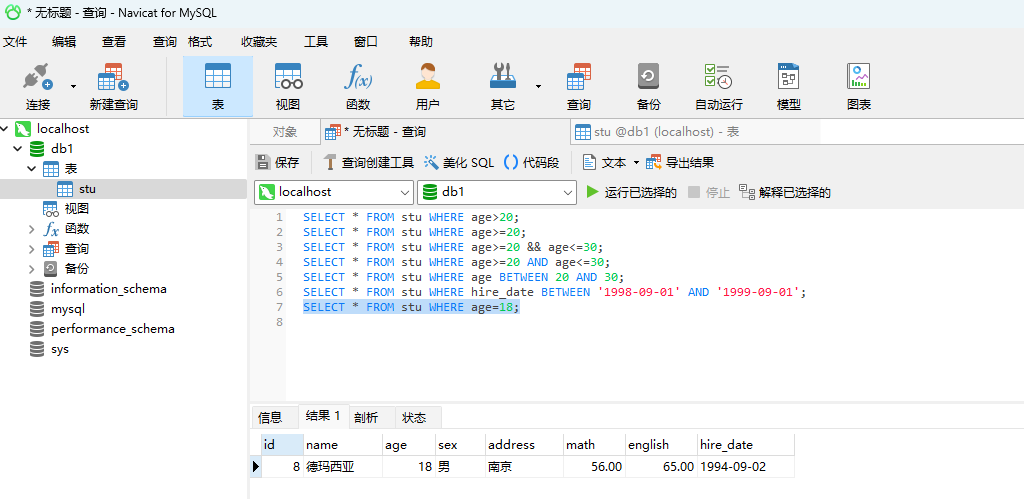 * 无标题 - 查询 - Navicat for MySQL
文件 编辑 查看 查询 格式 收藏夹 工具 窗口 帮助
连接 新建查询 表 视图 函数 用户 其它 查询 备份 自动运行 模型 图表
localhost
db1
表
stu
视图
函数
查询
备份
information_schema
mysql
performance_schema
sys
对象 * 无标题 - 查询 stu @db1 (localhost) - 表
保存 查询创建工具 美化 SQL 代码段 文本 导出结果
localhost db1 运行已选择的 停止 解释已选择的
1 SELECT * FROM stu WHERE age>20;
2 SELECT * FROM stu WHERE age>=20;
3 SELECT * FROM stu WHERE age>=20 && age<=30;
4 SELECT * FROM stu WHERE age>=20 AND age<=30;
5 SELECT * FROM stu WHERE age BETWEEN 20 AND 30;
6 SELECT * FROM stu WHERE hire_date BETWEEN '1998-09-01' AND '1999-09-01';
7 SELECT * FROM stu WHERE age=18;
8
信息 结果 1 剖析 状态
id name age sex address math english hire_date
8 德玛西亚 18 男 南京 56.00 65.00 1994-09-02